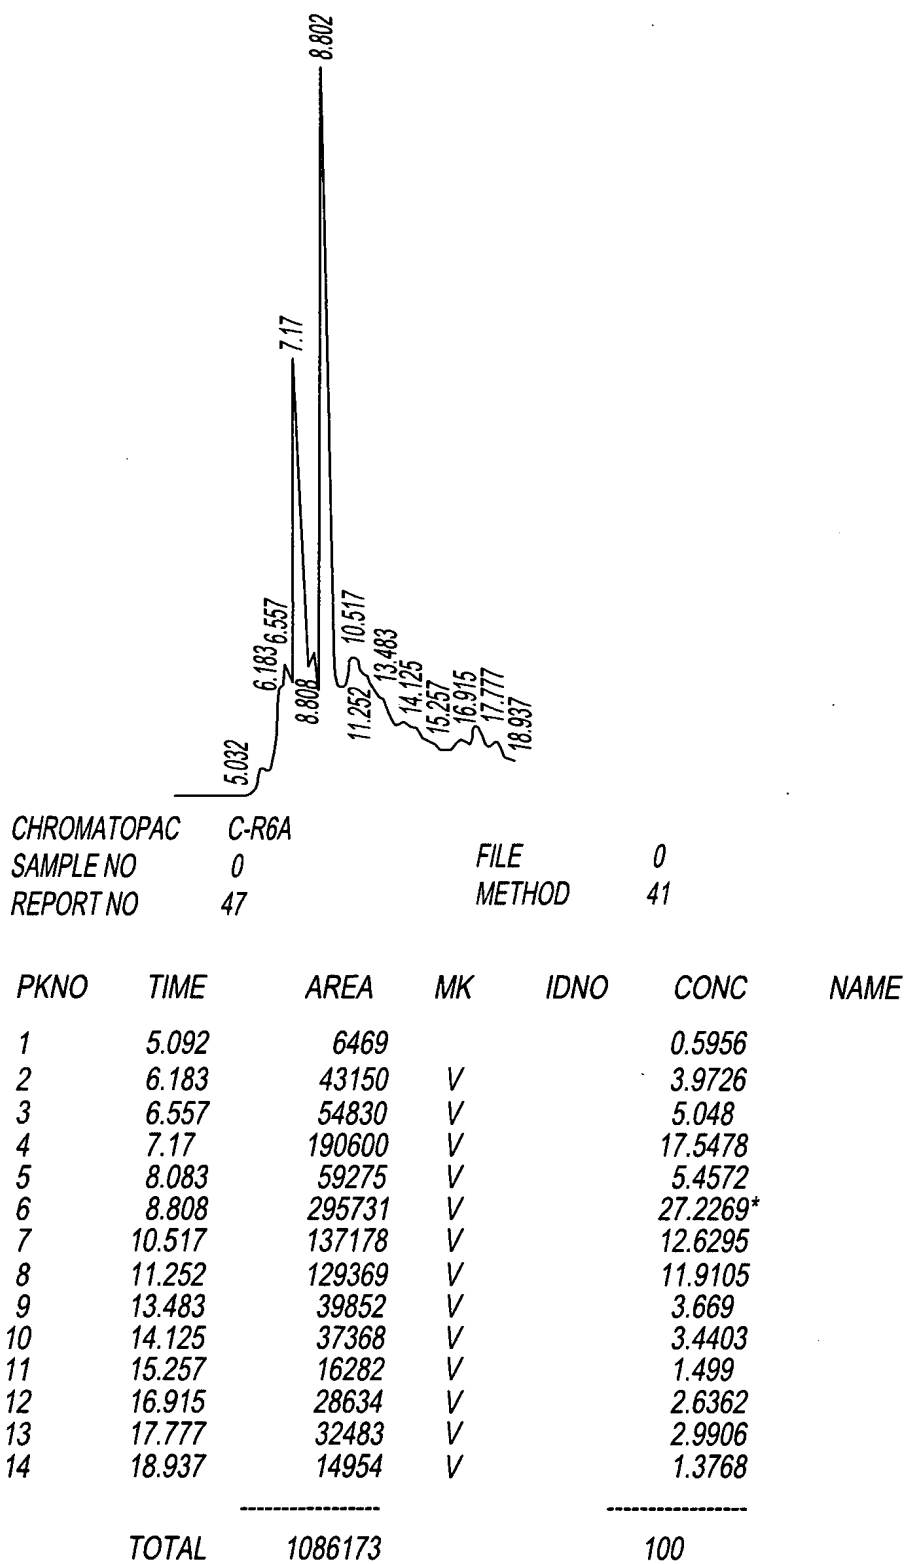 8.802
7.17
10.517
6.557
13.483
6.183
14.125
16.915
17.777
15.257
8.808
11.252
18.937
5.032
CHROMATOPAC C-R6A
SAMPLE NO 0 FILE 0
REPORT NO 47 METHOD 41
PKNO TIME AREA MK IDNO CONC NAME
1 5.092 6469 0.5956
2 6.183 43150 V 3.9726
3 6.557 54830 V 5.048
4 7.17 190600 V 17.5478
5 8.083 59275 V 5.4572
6 8.808 295731 V 27.2269*
7 10.517 137178 V 12.6295
8 11.252 129369 V 11.9105
9 13.483 39852 V 3.669
10 14.125 37368 V 3.4403
11 15.257 16282 V 1.499
12 16.915 28634 V 2.6362
13 17.777 32483 V 2.9906
14 18.937 14954 V 1.3768
TOTAL 1086173 100